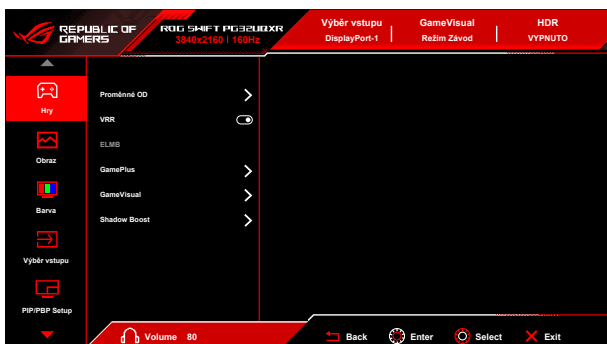 REPUBLIC OF
GAMERS
ROG SWIFT PG32UQXR
3840x2160 | 160Hz
Výběr vstupu
DisplayPort-1
GameVisual
Režim Závod
HDR
VYPNUTO
Hry
Obraz
Barva
Výběr vstupu
PIP/PBP Setup
Proměnné OD
VRR
ELMB
GamePlus
GameVisual
Shadow Boost
Volume 80
Back
Enter
Select
Exit